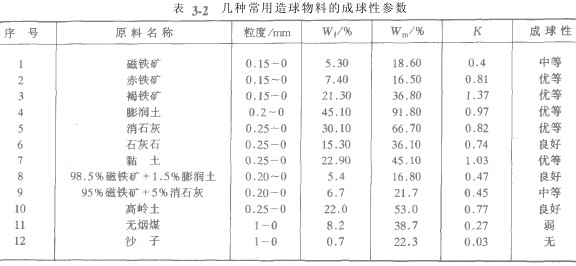 表 3-2 几种常用造球物料的成球性参数
序号 原料名称 粒度/mm Wf/% Wm/% K 成球性
1 磁铁矿 0.15~0 5.30 18.60 0.4 中等
2 赤铁矿 0.15~0 7.40 16.50 0.81 优等
3 褐铁矿 0.15~0 21.30 36.80 1.37 优等
4 膨润土 0.2~0 45.10 91.80 0.97 优等
5 消石灰 0.25~0 30.10 66.70 0.82 优等
6 石灰石 0.25~0 15.30 36.10 0.74 良好
7 黏土 0.25~0 22.90 45.10 1.03 优等
8 98.5%磁铁矿+1.5%膨润土 0.20~0 5.4 16.80 0.47 良好
9 95%磁铁矿+5%消石灰 0.20~0 6.7 21.7 0.45 中等
10 高岭土 0.25~0 22.0 53.0 0.77 良好
11 无烟煤 1~0 8.2 38.7 0.27 弱
12 沙子 1~0 0.7 22.3 0.03 无